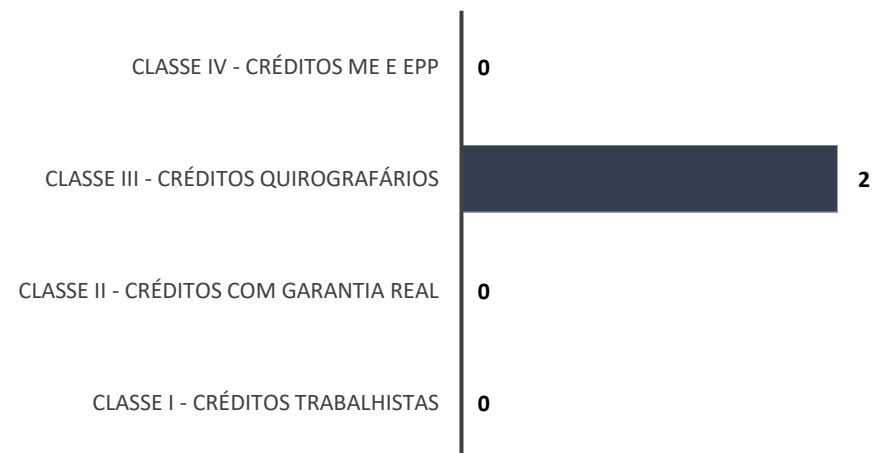 CLASSE IV - CRÉDITOS ME E EPP 0
CLASSE III - CRÉDITOS QUIROGRAFÁRIOS 2
CLASSE II - CRÉDITOS COM GARANTIA REAL 0
CLASSE I - CRÉDITOS TRABALHISTAS 0